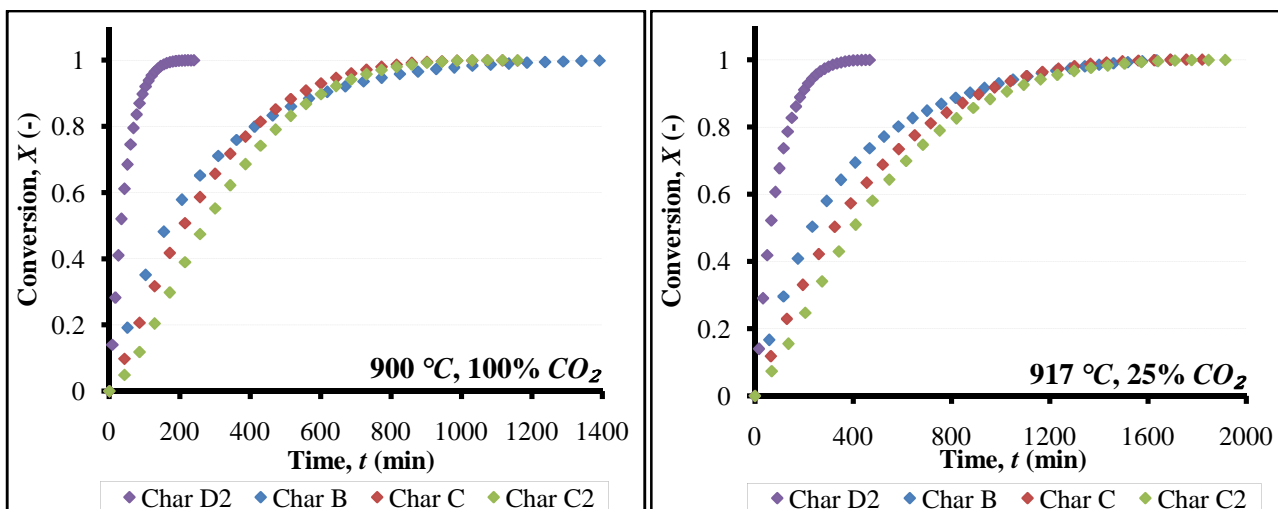 1
0.8
0.6
0.4
0.2
0
Conversion, X (-)
900 °C, 100% CO₂
0 200 400 600 800 1000 1200 1400
Time, t (min)
Char D2 Char B Char C Char C2
1
0.8
0.6
0.4
0.2
0
Conversion, X (-)
917 °C, 25% CO₂
0 400 800 1200 1600 2000
Time, t (min)
Char D2 Char B Char C Char C2